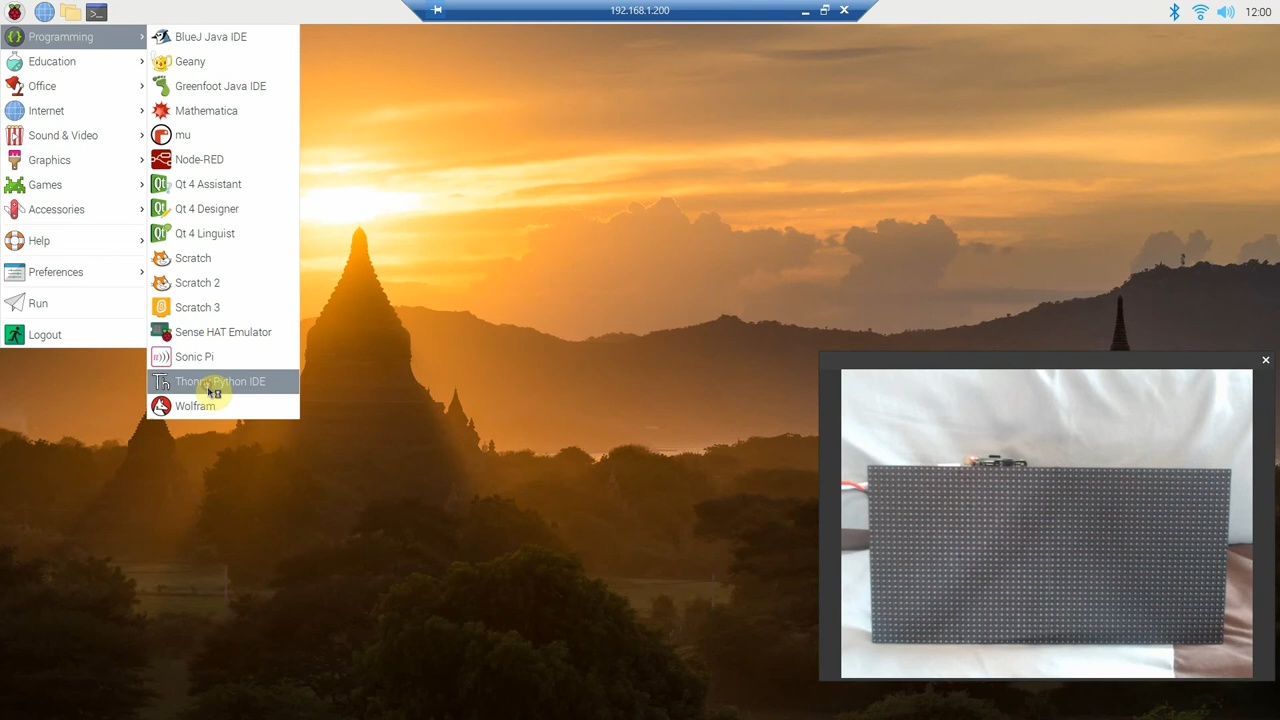 192.168.1.200
12:00
Programming
Education
Office
Internet
Sound & Video
Graphics
Games
Accessories
Help
Preferences
Run
Logout
BlueJ Java IDE
Geany
Greenfoot Java IDE
Mathematica
mu
Node-RED
Qt 4 Assistant
Qt 4 Designer
Qt 4 Linguist
Scratch
Scratch 2
Scratch 3
Sense HAT Emulator
Sonic Pi
Thonny Python IDE
Wolfram